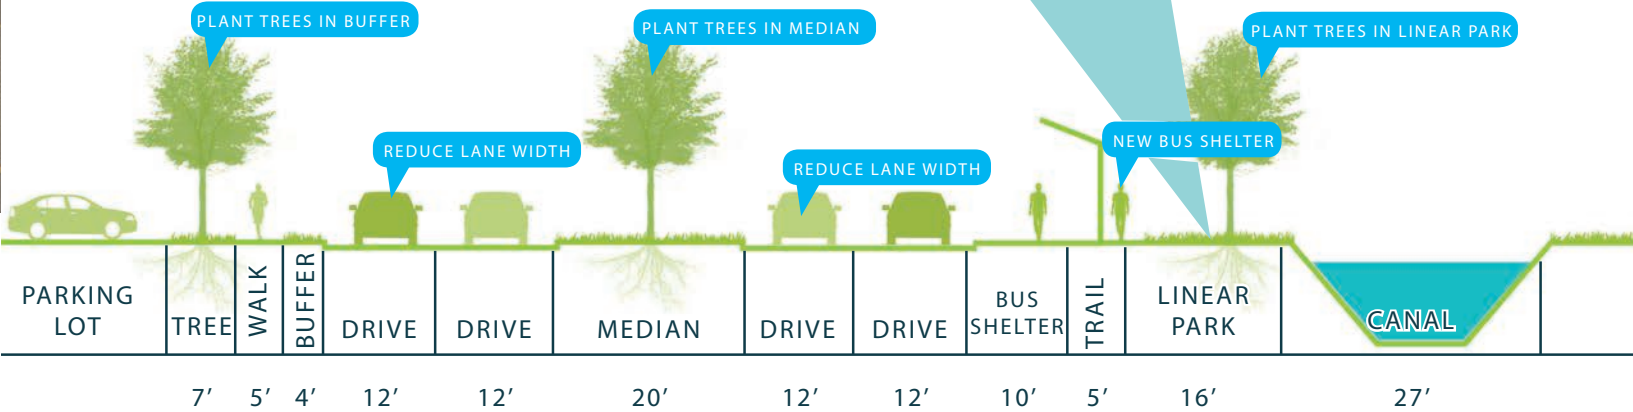 PLANT TREES IN BUFFER
PLANT TREES IN MEDIAN
PLANT TREES IN LINEAR PARK
REDUCE LANE WIDTH
REDUCE LANE WIDTH
NEW BUS SHELTER
PARKING
LOT
TREE
WALK
BUFFER
DRIVE
DRIVE
MEDIAN
DRIVE
DRIVE
BUS
SHELTER
TRAIL
LINEAR
PARK
CANAL
7’ 5’ 4’ 12’ 12’ 20’ 12’ 12’ 10’ 5’ 16’ 27’